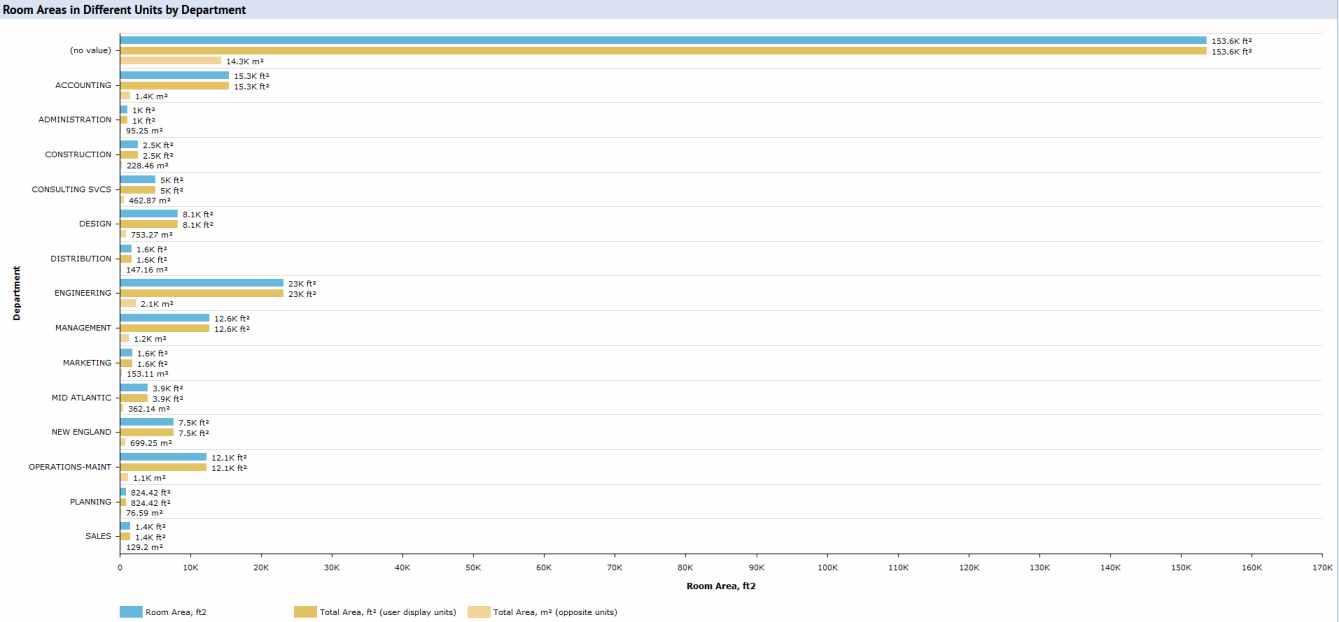 Room Areas in Different Units by Department
(no value)
153.6K ft²
153.6K ft²
14.3K m²
ACCOUNTING
15.3K ft²
15.3K ft²
1.4K m²
ADMINISTRATION
1K ft²
1K ft²
95.25 m²
CONSTRUCTION
2.5K ft²
2.5K ft²
228.46 m²
CONSULTING SVCS
5K ft²
5K ft²
462.87 m²
DESIGN
8.1K ft²
8.1K ft²
753.27 m²
DISTRIBUTION
1.6K ft²
1.6K ft²
147.16 m²
ENGINEERING
23K ft²
23K ft²
2.1K m²
MANAGEMENT
12.6K ft²
12.6K ft²
1.2K m²
MARKETING
1.6K ft²
1.6K ft²
153.11 m²
MID ATLANTIC
3.9K ft²
3.9K ft²
362.14 m²
NEW ENGLAND
7.5K ft²
7.5K ft²
699.25 m²
OPERATIONS-MAINT
12.1K ft²
12.1K ft²
1.1K m²
PLANNING
824.42 ft²
824.42 ft²
76.59 m²
SALES
1.4K ft²
1.4K ft²
129.2 m²
Department
0 10K 20K 30K 40K 50K 60K 70K 80K 90K 100K 110K 120K 130K 140K 150K 160K 170K
Room Area, ft2
Room Area, ft2 Total Area, ft² (user display units) Total Area, m² (opposite units)